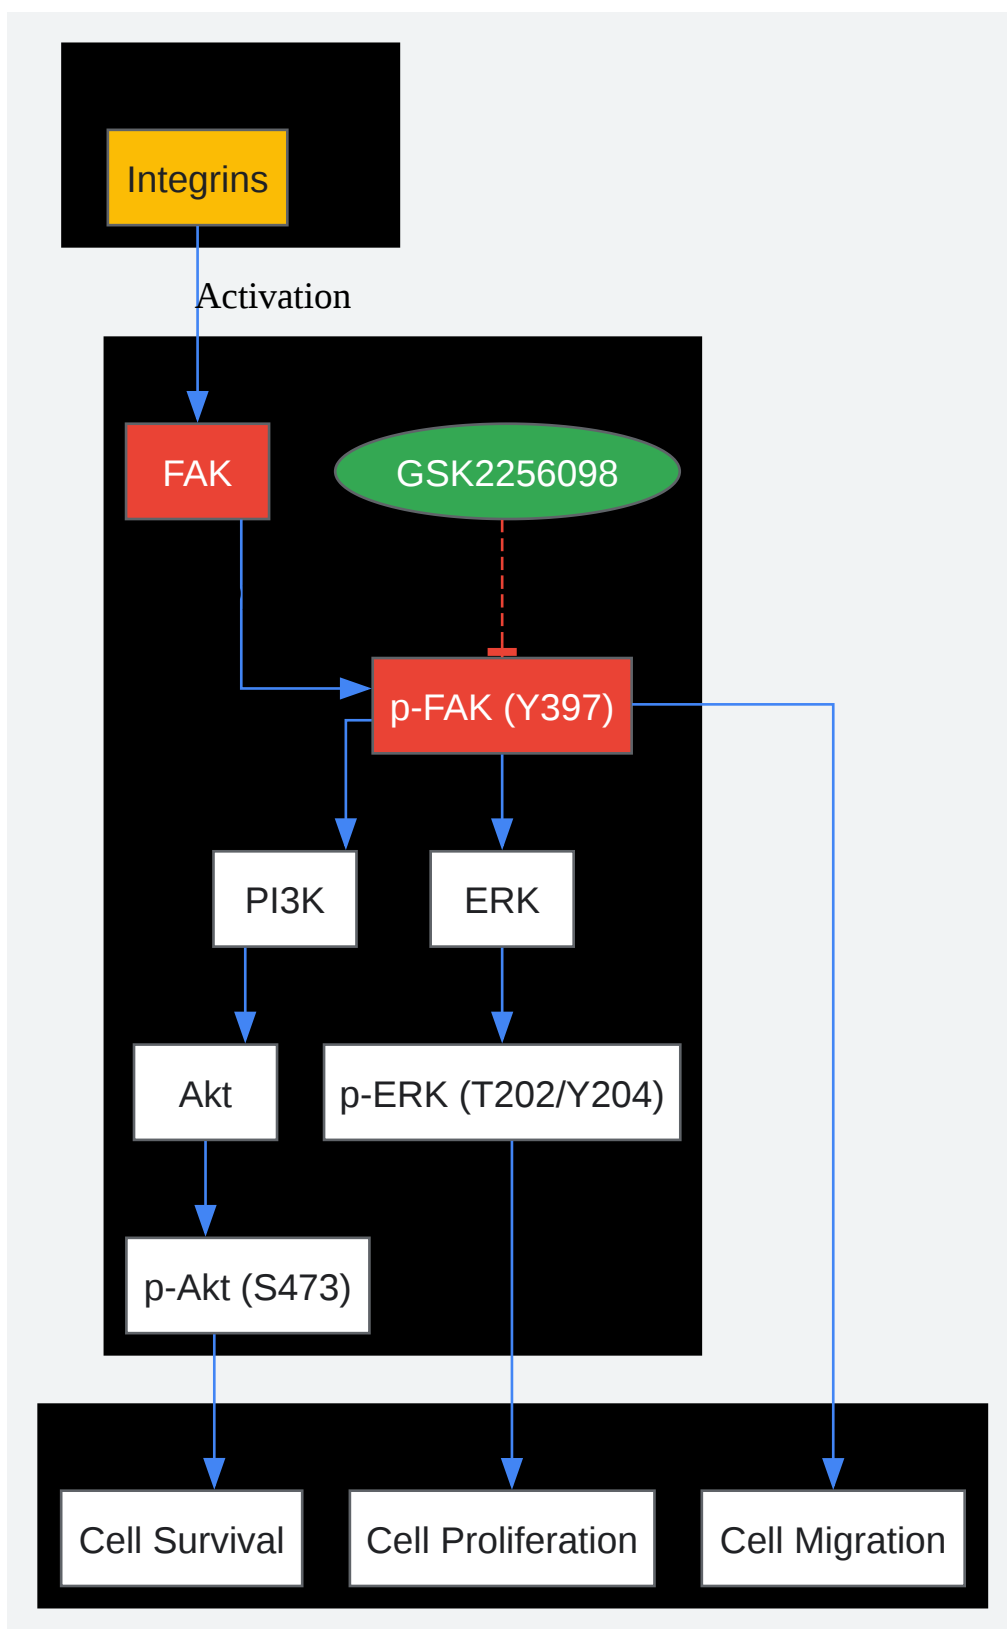 Integrins
Activation
FAK
GSK2256098
p-FAK (Y397)
PI3K
ERK
Akt
p-ERK (T202/Y204)
p-Akt (S473)
Cell Survival
Cell Proliferation
Cell Migration